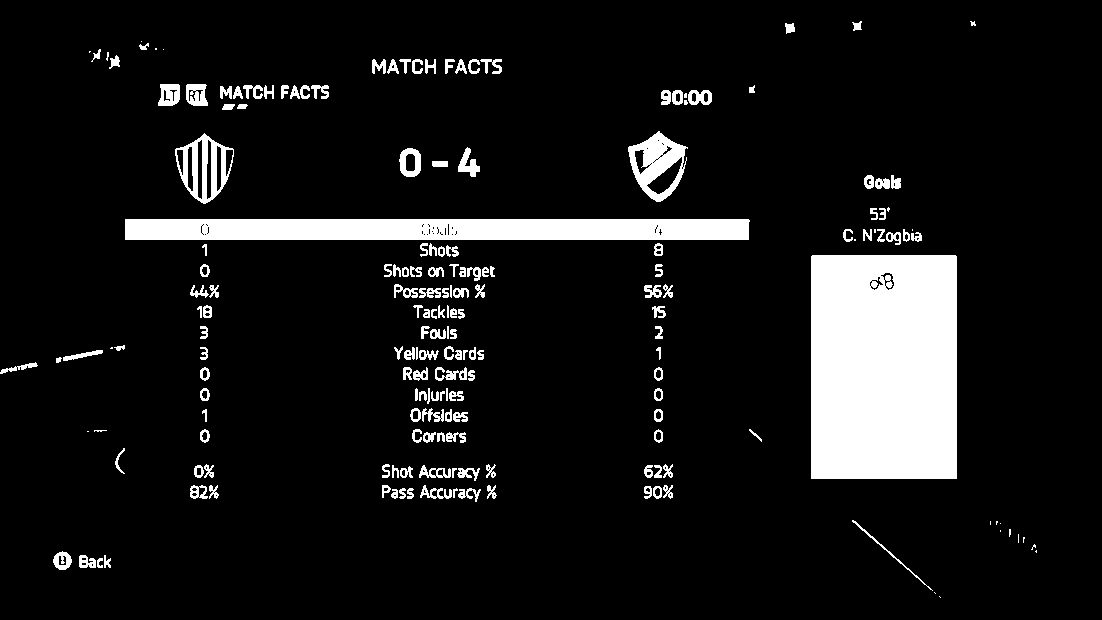 MATCH FACTS
LT RT MATCH FACTS
90:00
0 - 4
0 Goals 4
1 Shots 8
0 Shots on Target 5
44% Possession % 56%
18 Tackles 15
3 Fouls 2
3 Yellow Cards 1
0 Red Cards 0
0 Injuries 0
1 Offsides 0
0 Corners 0
0% Shot Accuracy % 62%
82% Pass Accuracy % 90%
Goals
53'
C. N'Zogbia
B Back